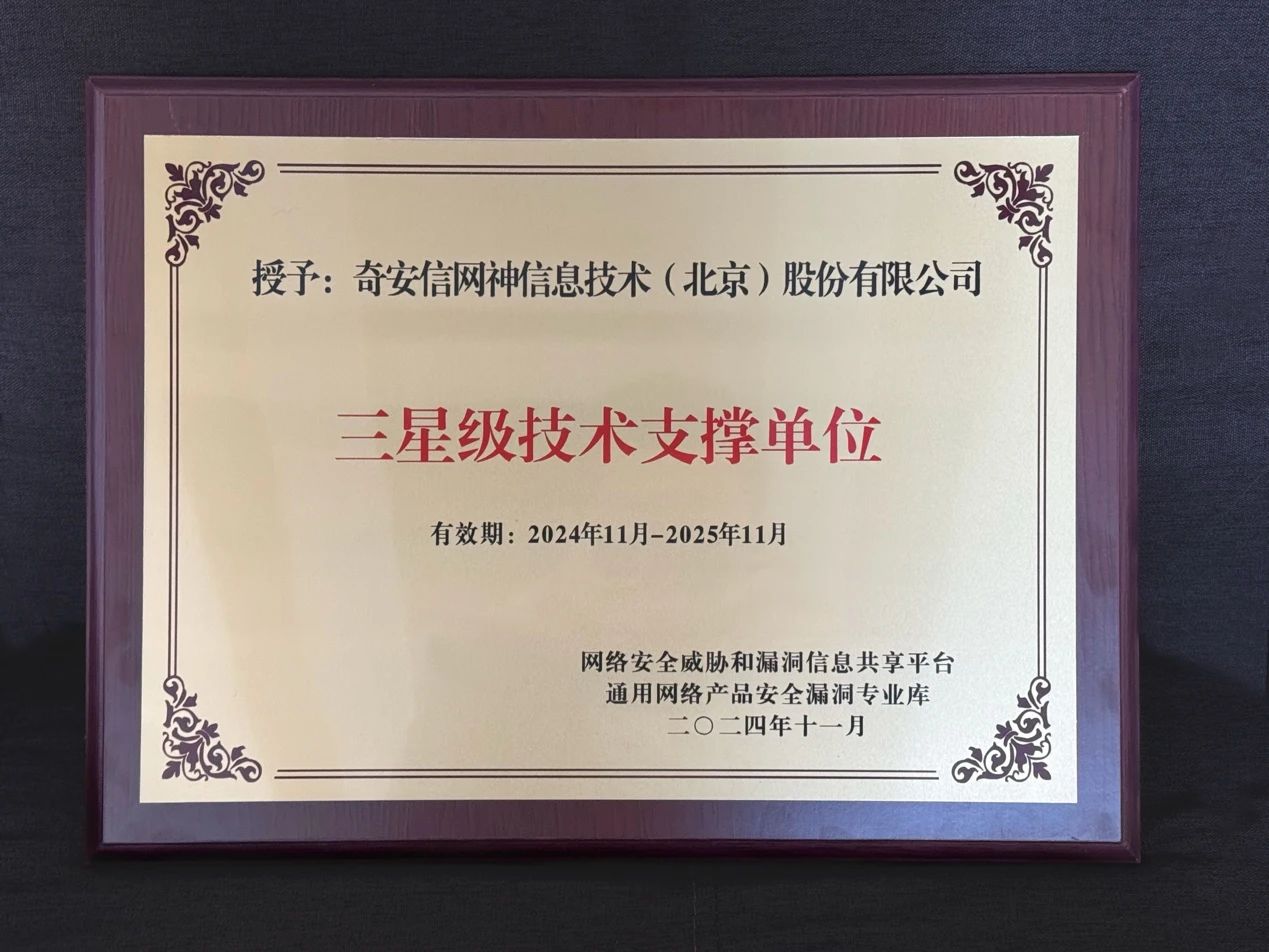 授予：奇安信网神信息技术（北京）股份有限公司
三星级技术支撑单位
有效期：2024年11月-2025年11月
网络安全威胁和漏洞信息共享平台
通用网络产品安全漏洞专业库
二〇二四年十一月